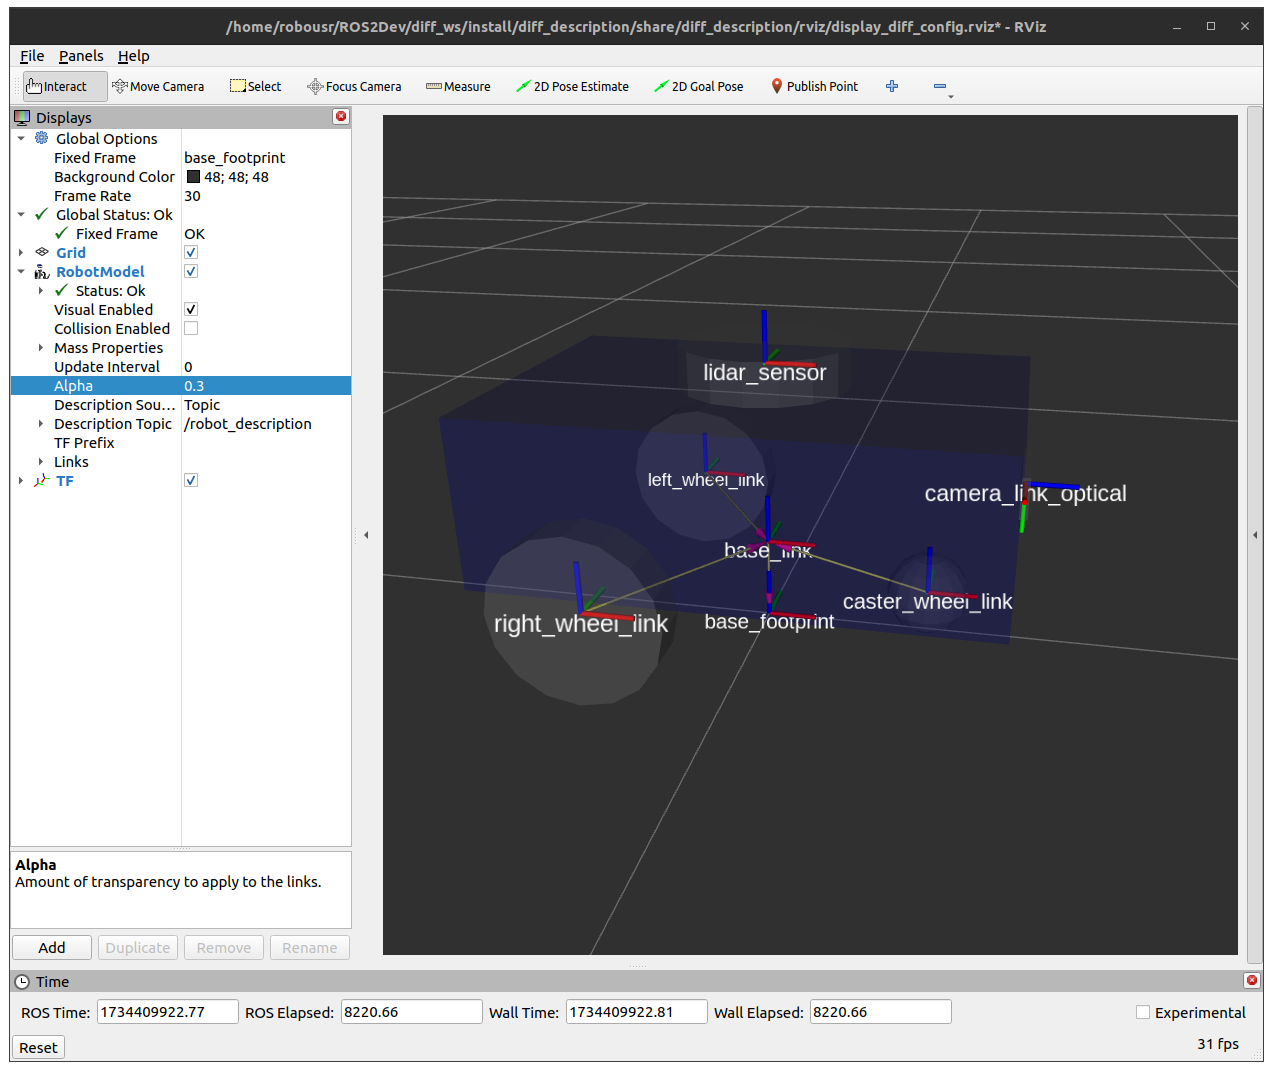 /home/robousr/ROS2Dev/diff_ws/install/diff_description/share/diff_description/rviz/display_diff_config.rviz* - RViz
File Panels Help
Interact Move Camera Select Focus Camera Measure 2D Pose Estimate 2D Goal Pose Publish Point
Displays
Global Options
Fixed Frame base_footprint
Background Color 48; 48; 48
Frame Rate 30
Global Status: Ok
Fixed Frame OK
Grid
RobotModel
Status: Ok
Visual Enabled
Collision Enabled
Mass Properties
Update Interval 0
Alpha 0.3
Description Sou... Topic
Description Topic /robot_description
TF Prefix
Links
TF
lidar_sensor
left_wheel_link
camera_link_optical
base_link
caster_wheel_link
right_wheel_link
base_footprint
Alpha
Amount of transparency to apply to the links.
Add Duplicate Remove Rename
Time
ROS Time: 1734409922.77 ROS Elapsed: 8220.66 Wall Time: 1734409922.81 Wall Elapsed: 8220.66 Experimental
Reset 31 fps